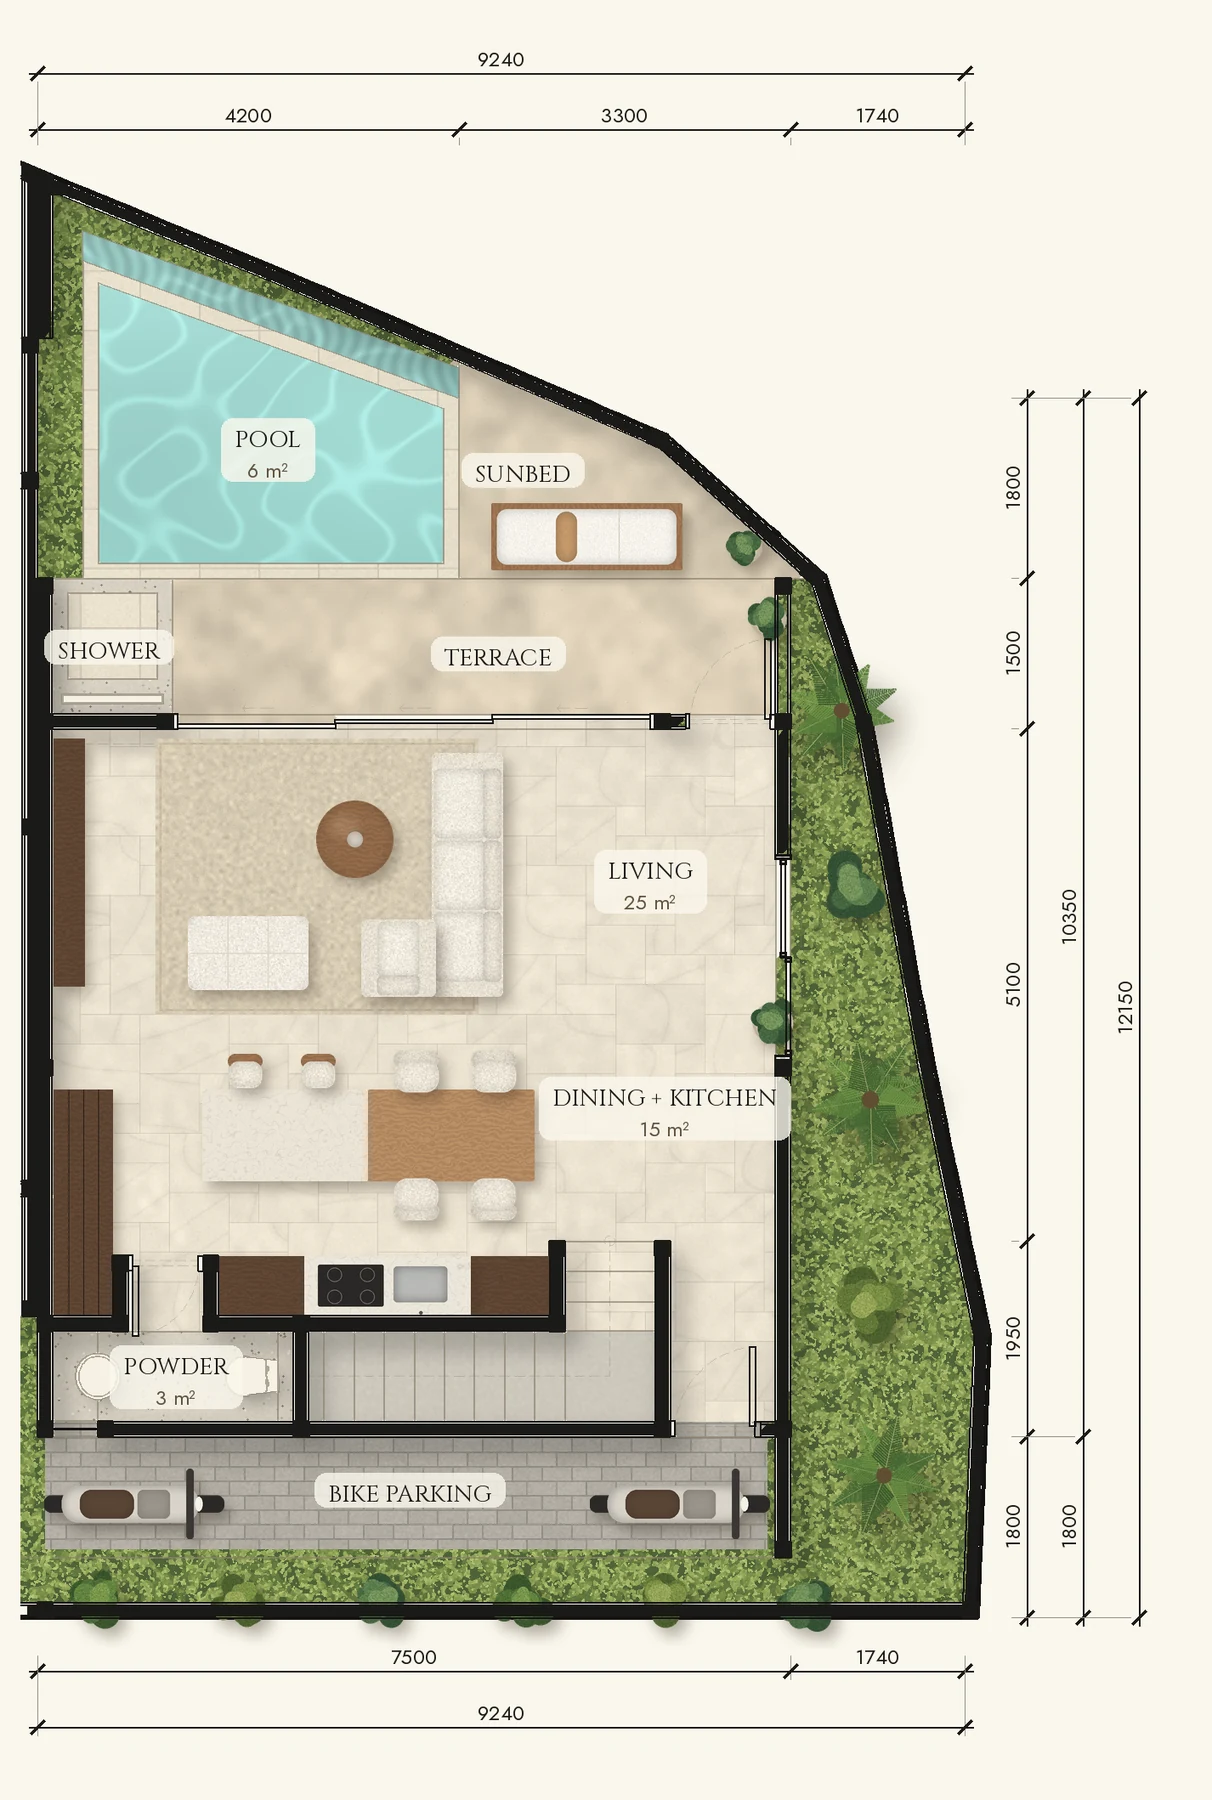 9240
4200
3300
1740
POOL
6 m²
SUNBED
1800
SHOWER
TERRACE
1500
LIVING
25 m²
10350
5100
12150
DINING + KITCHEN
15 m²
1950
POWDER
3 m²
BIKE PARKING
1800
1800
7500
1740
9240